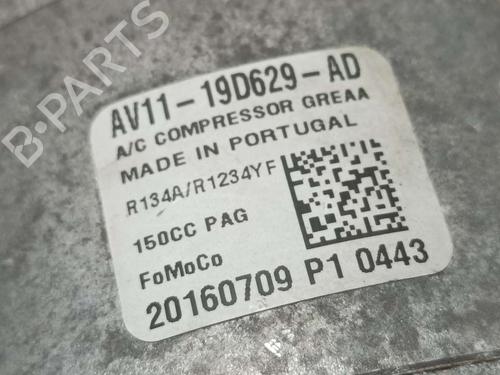 B-PARTS
AV11-19D629-AD
A/C COMPRESSOR GREAA
MADE IN PORTUGAL
R134A/R1234YF
150CC PAG
FoMoCo
20160709 P1 0443